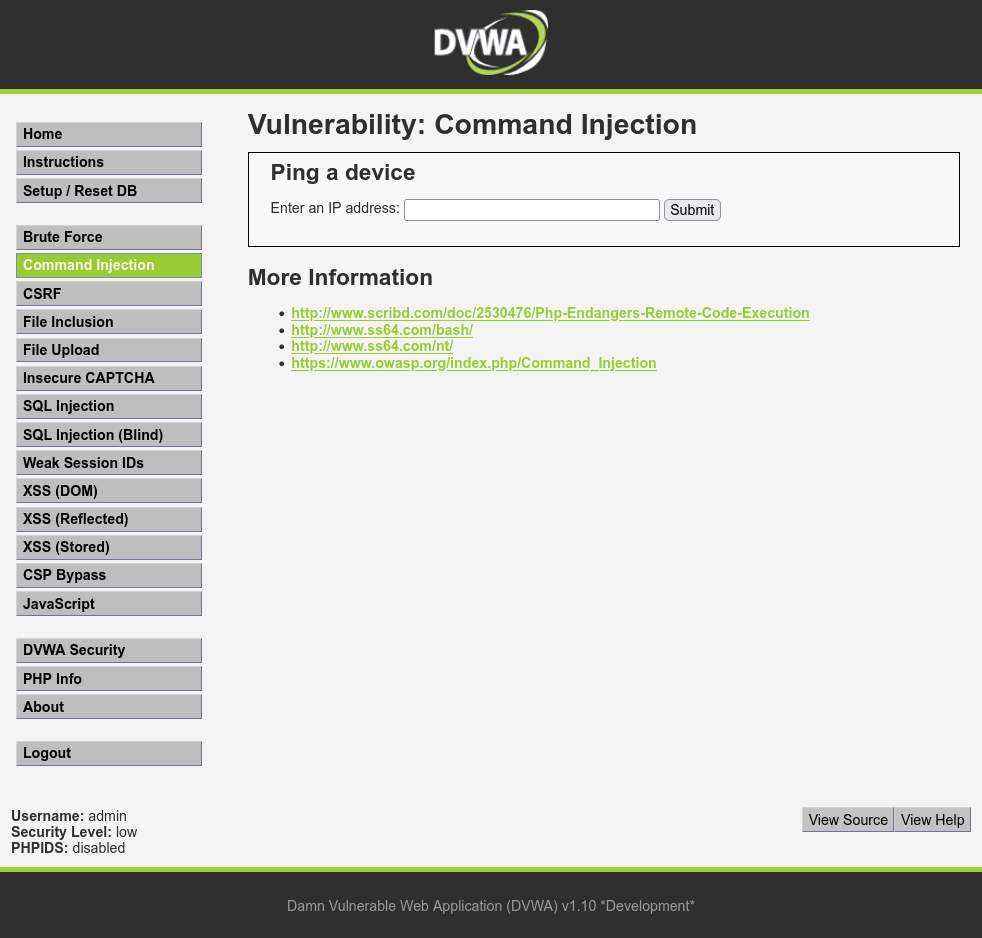 DVWA
Home
Instructions
Setup / Reset DB
Brute Force
Command Injection
CSRF
File Inclusion
File Upload
Insecure CAPTCHA
SQL Injection
SQL Injection (Blind)
Weak Session IDs
XSS (DOM)
XSS (Reflected)
XSS (Stored)
CSP Bypass
JavaScript
DVWA Security
PHP Info
About
Logout
Vulnerability: Command Injection
Ping a device
Enter an IP address: Submit
More Information
http://www.scribd.com/doc/2530476/Php-Endangers-Remote-Code-Execution
http://www.ss64.com/bash/
http://www.ss64.com/nt/
https://www.owasp.org/index.php/Command_Injection
Username: admin
Security Level: low
PHPIDS: disabled
View Source View Help
Damn Vulnerable Web Application (DVWA) v1.10 *Development*